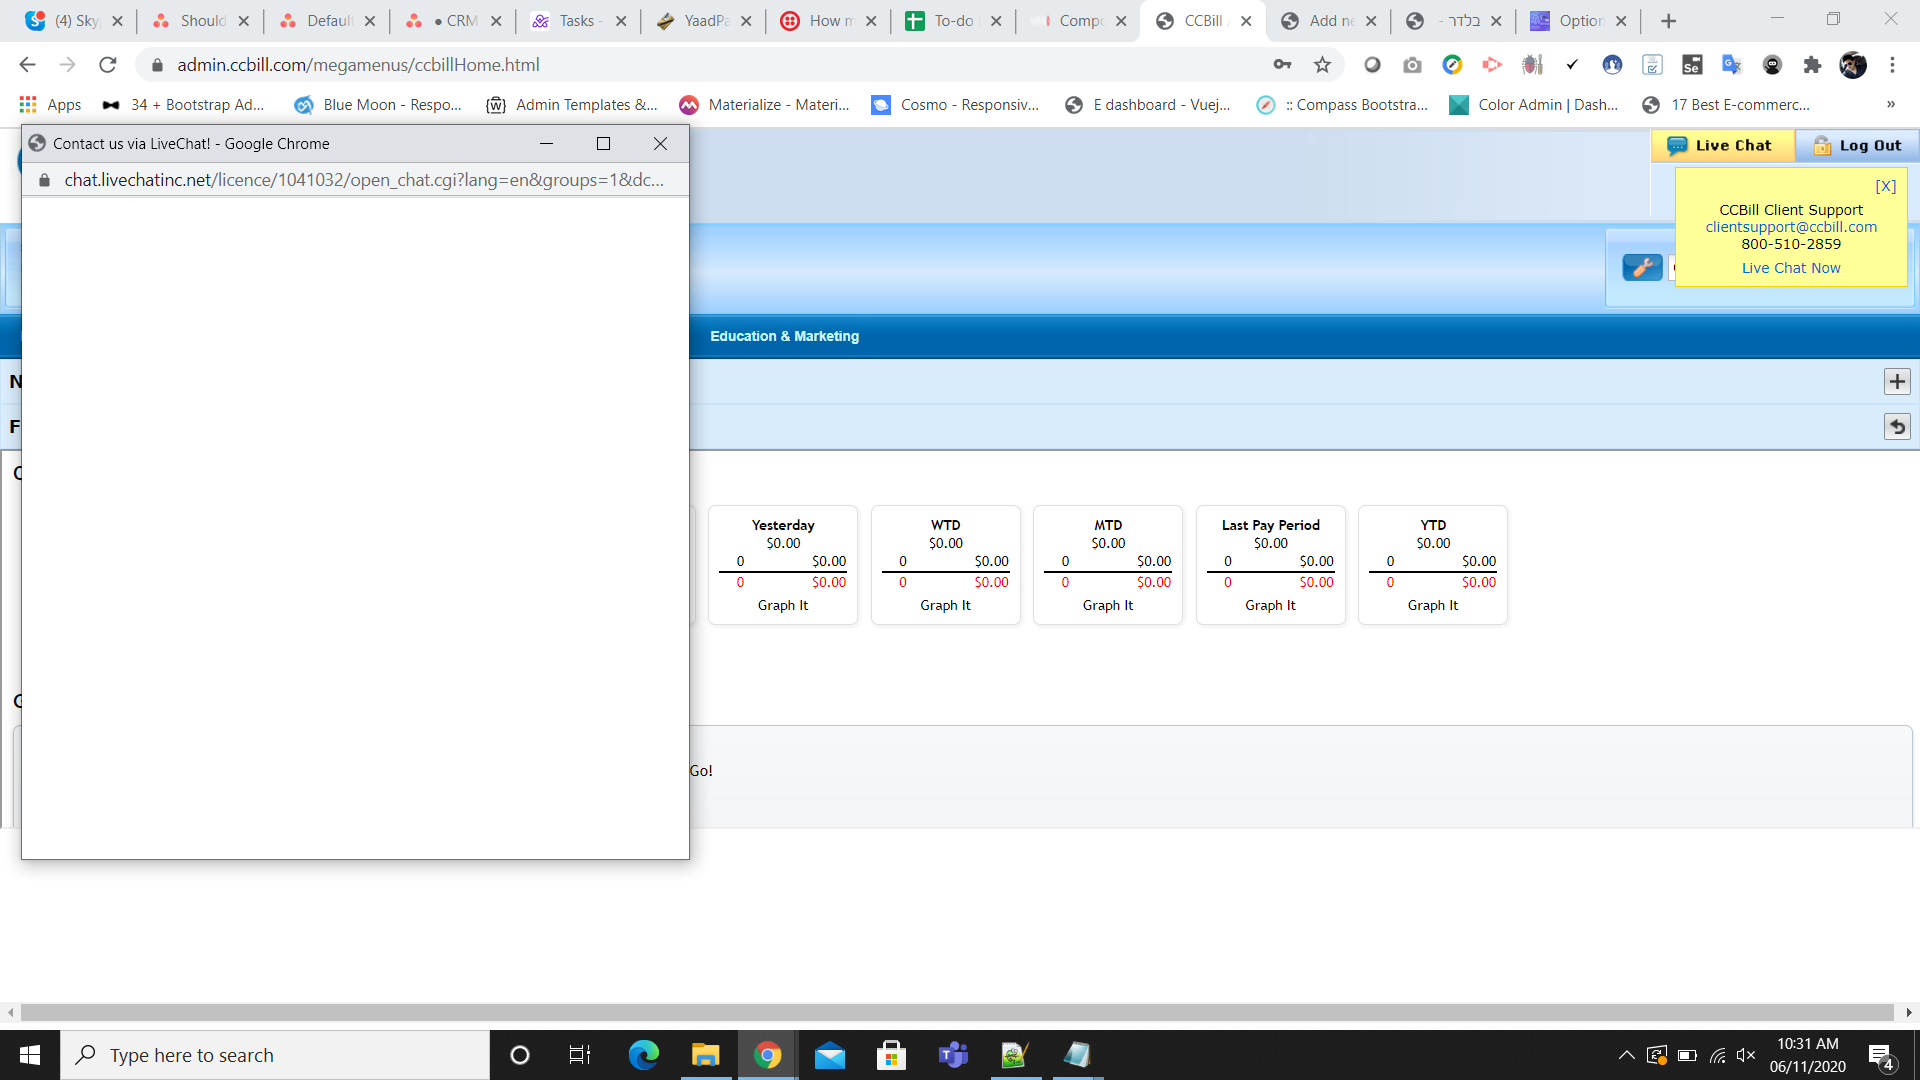 (4) Sky
Should
Default
• CRM
Tasks -
YaadPa
How m
To-do
Compo
CCBill
Add ne
בלדר -
Option
admin.ccbill.com/megamenus/ccbillHome.html
Apps
34 + Bootstrap Ad...
Blue Moon - Respo...
Admin Templates &...
Materialize - Materi...
Cosmo - Responsiv...
E dashboard - Vuej...
:: Compass Bootstra...
Color Admin | Dash...
17 Best E-commerc...
»
Contact us via LiveChat! - Google Chrome
chat.livechatinc.net/licence/1041032/open_chat.cgi?lang=en&groups=1&dc...
Live Chat
Log Out
[X]
CCBill Client Support
clientsupport@ccbill.com
800-510-2859
Live Chat Now
Education & Marketing
N
F
Yesterday
$0.00
0 $0.00
0 $0.00
Graph It
WTD
$0.00
0 $0.00
0 $0.00
Graph It
MTD
$0.00
0 $0.00
0 $0.00
Graph It
Last Pay Period
$0.00
0 $0.00
0 $0.00
Graph It
YTD
$0.00
0 $0.00
0 $0.00
Graph It
Go!
Type here to search
10:31 AM
06/11/2020
4